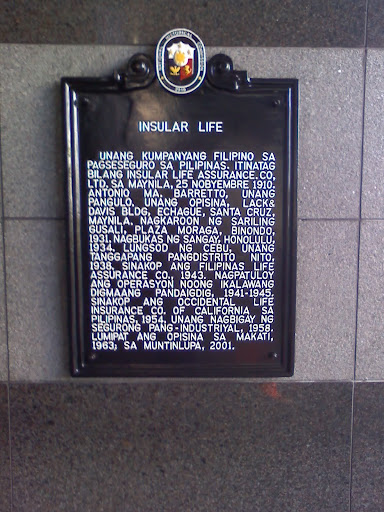 INSULAR LIFE
UNANG KUMPANYANG FILIPINO SA
PAGSESEGURO SA PILIPINAS. ITINATAG
BILANG INSULAR LIFE ASSURANCE.CO,
LTD. SA MAYNILA, 25 NOBYEMBRE 1910.
ANTONIO MA. BARRETTO, UNANG
PANGULO. UNANG OPISINA, LACK&
DAVIS BLDG, ECHAGUE, SANTA CRUZ,
MAYNILA, NAGKAROON NG SARILING
GUSALI, PLAZA MORAGA, BINONDO,
1931. NAGBUKAS NG SANGAY, HONOLULU,
1934. LUNGSOD NG CEBU, UNANG
TANGGAPANG PANGDISTRITO NITO,
1938. SINAKOP ANG FILIPINAS LIFE
ASSURANCE CO., 1943. NAGPATULOY
ANG OPERASYON NOONG IKALAWANG
DIGMAANG PANDAIGDIG, 1941-1945.
SINAKOP ANG OCCIDENTAL LIFE
INSURANCE CO. OF CALIFORNIA SA
PILIPINAS, 1954. UNANG NAGBIGAY NG
SEGURONG PANG-INDUSTRIYAL, 1958.
LUMIPAT ANG OPISINA SA MAKATI,
1963; SA MUNTINLUPA, 2001.